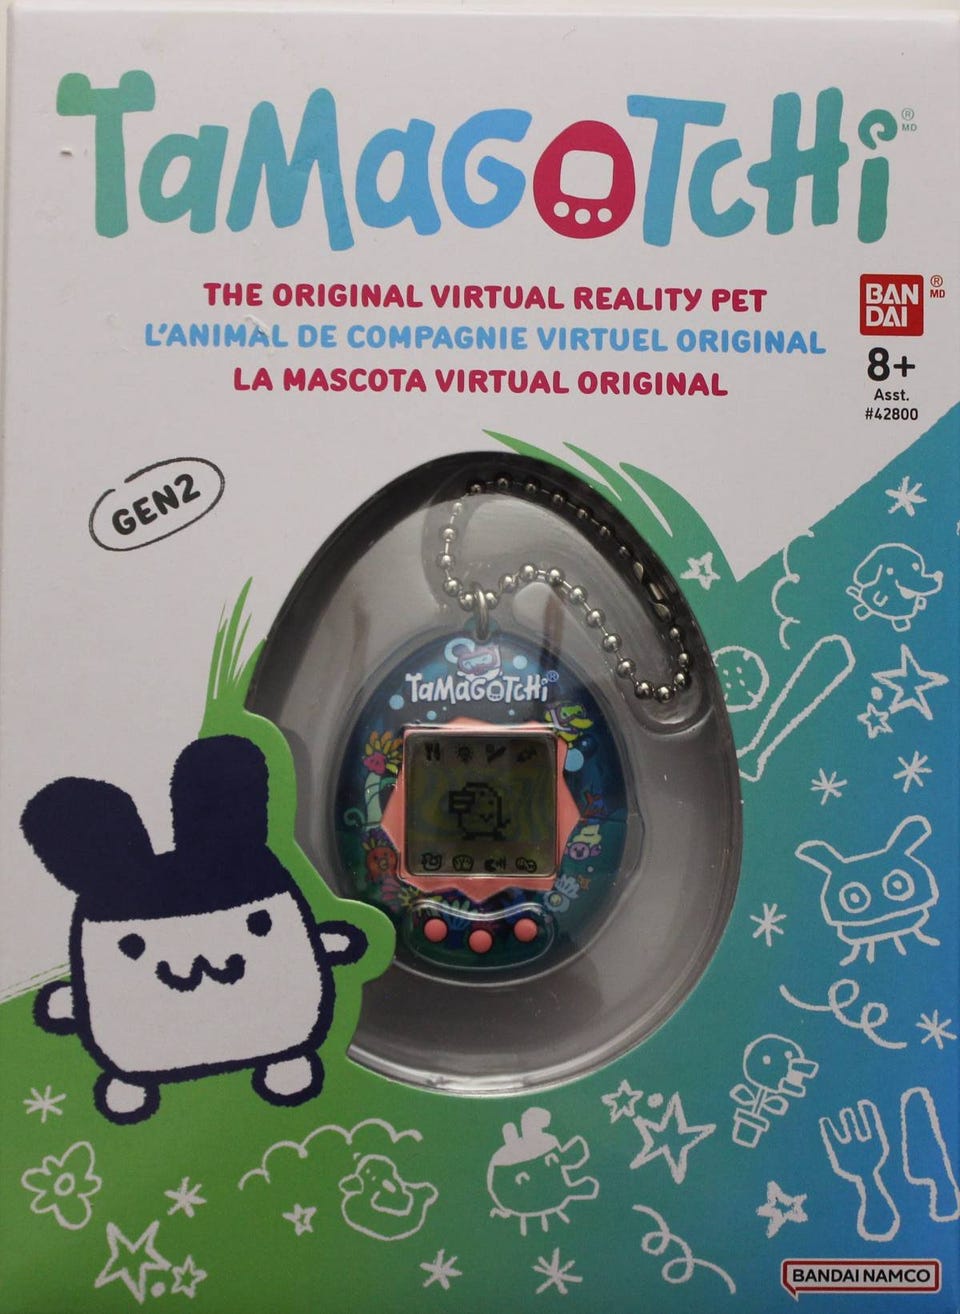 TaMaGoTcHi ® MD
THE ORIGINAL VIRTUAL REALITY PET
L'ANIMAL DE COMPAGNIE VIRTUEL ORIGINAL
LA MASCOTA VIRTUAL ORIGINAL
BAN ® MD
DAI
8+
Asst.
#42800
GEN2
TaMaGoTcHi ®
BANDAI NAMCO